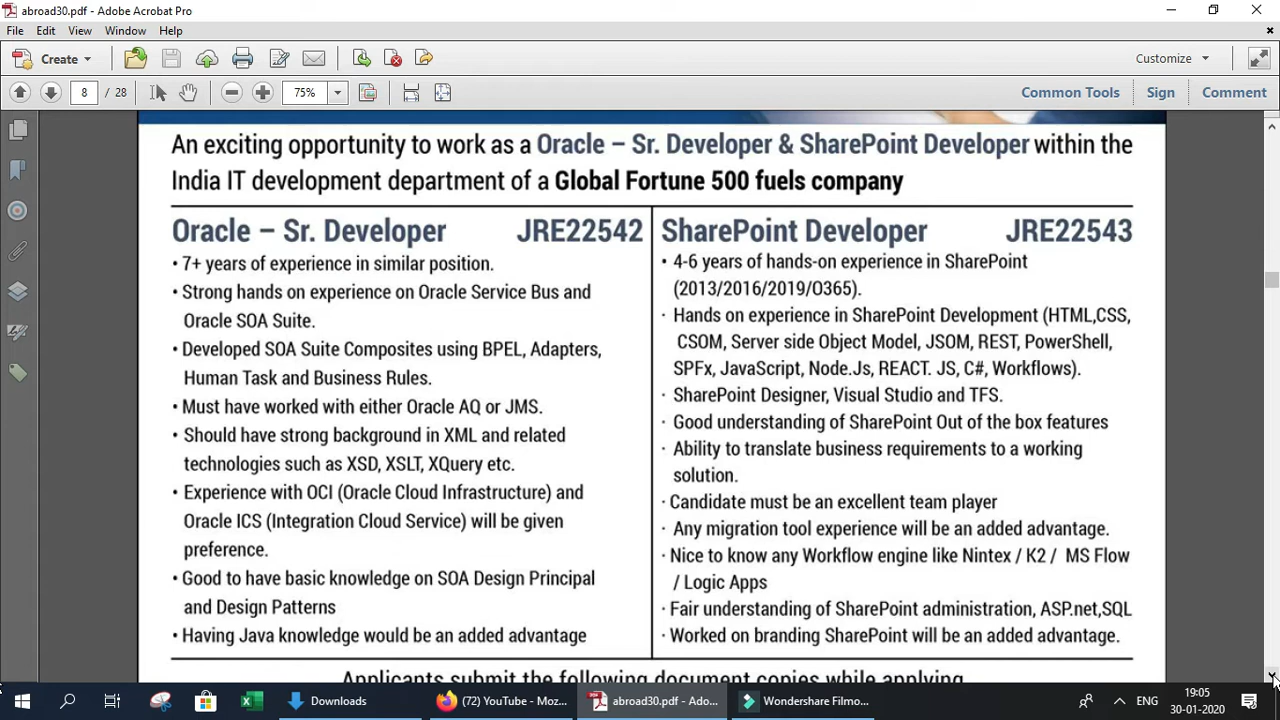 abroad30.pdf - Adobe Acrobat Pro
File Edit View Window Help
Create
Customize
8 / 28
75%
Common Tools Sign Comment
An exciting opportunity to work as a Oracle – Sr. Developer & SharePoint Developer within the
India IT development department of a Global Fortune 500 fuels company
Oracle – Sr. Developer JRE22542
• 7+ years of experience in similar position.
• Strong hands on experience on Oracle Service Bus and
Oracle SOA Suite.
• Developed SOA Suite Composites using BPEL, Adapters,
Human Task and Business Rules.
• Must have worked with either Oracle AQ or JMS.
• Should have strong background in XML and related
technologies such as XSD, XSLT, XQuery etc.
• Experience with OCI (Oracle Cloud Infrastructure) and
Oracle ICS (Integration Cloud Service) will be given
preference.
• Good to have basic knowledge on SOA Design Principal
and Design Patterns
• Having Java knowledge would be an added advantage
SharePoint Developer JRE22543
• 4-6 years of hands-on experience in SharePoint
(2013/2016/2019/O365).
· Hands on experience in SharePoint Development (HTML,CSS,
CSOM, Server side Object Model, JSOM, REST, PowerShell,
SPFx, JavaScript, Node.Js, REACT. JS, C#, Workflows).
· SharePoint Designer, Visual Studio and TFS.
· Good understanding of SharePoint Out of the box features
· Ability to translate business requirements to a working
solution.
· Candidate must be an excellent team player
· Any migration tool experience will be an added advantage.
· Nice to know any Workflow engine like Nintex / K2 / MS Flow
/ Logic Apps
· Fair understanding of SharePoint administration, ASP.net,SQL
· Worked on branding SharePoint will be an added advantage.
Applicants submit the following document copies while applying
Downloads
(72) YouTube - Moz...
abroad30.pdf - Ado...
Wondershare Filmo...
ENG
19:05
30-01-2020